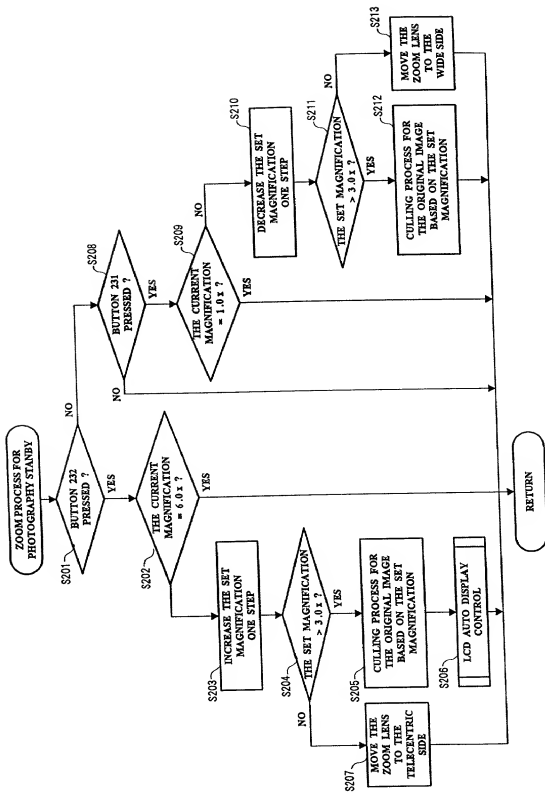 ZOOM PROCESS FOR
PHOTOGRAPHY STANBY
S201
BUTTON 232
PRESSED ?
NO
YES
S202
THE CURRENT
MAGNIFICATION
= 6.0x ?
YES
S203
INCREASE THE SET
MAGNIFICATION
ONE STEP
S204
THE SET MAGNIFICATION
> 3.0x ?
NO
YES
S205
CULLING PROCESS FOR
THE ORIGINAL IMAGE
BASED ON THE SET
MAGNIFICATION
S206
LCD AUTO DISPLAY
CONTROL
S207
MOVE THE
ZOOM LENS
TO THE
TELECENTRIC
SIDE
S208
BUTTON 231
PRESSED ?
NO
YES
S209
THE CURRENT
MAGNIFICATION
= 1.0x ?
NO
YES
S210
DECREASE THE SET
MAGNIFICATION
ONE STEP
S211
THE SET MAGNIFICATION
> 3.0x ?
NO
YES
S212
CULLING PROCESS FOR
THE ORIGINAL IMAGE
BASED ON THE SET
MAGNIFICATION
S213
MOVE THE
ZOOM LENS
TO THE
WIDE SIDE
RETURN